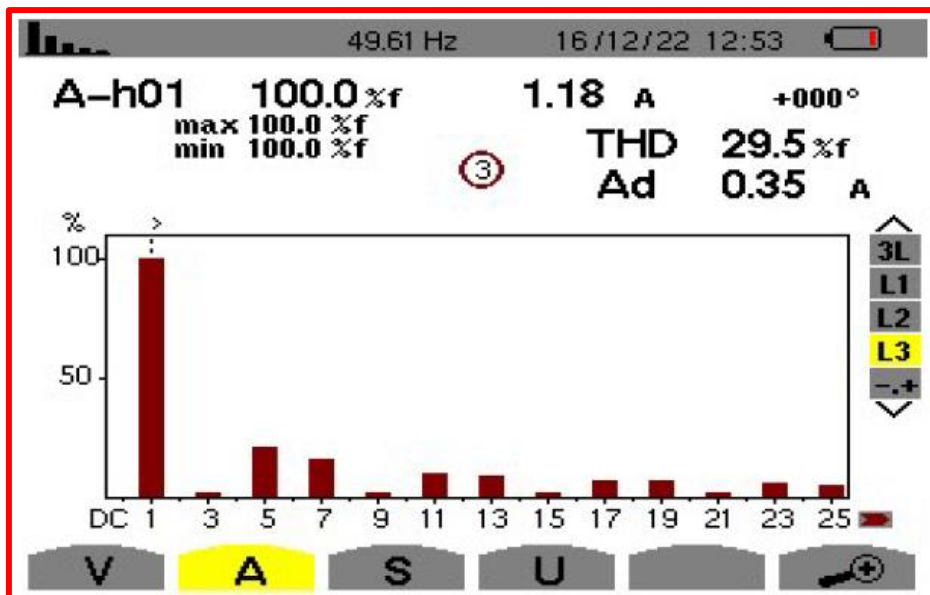 49.61 Hz 16/12/22 12:53
A-h01 100.0 %f 1.18 A +000°
max 100.0 %f
min 100.0 %f
3
THD 29.5 %f
Ad 0.35 A
% >
100
50
3L
L1
L2
L3
-.+
DC 1 3 5 7 9 11 13 15 17 19 21 23 25
V A S U